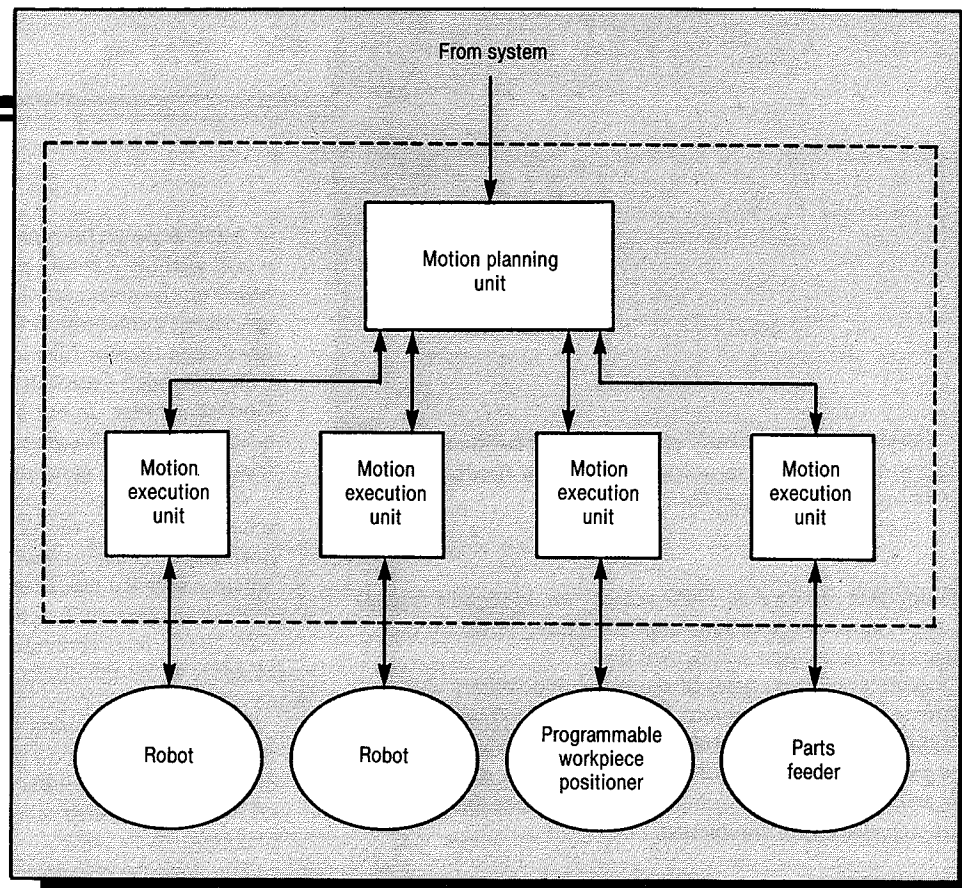 From system
Motion planning
unit
Motion
execution
unit
Motion
execution
unit
Motion
execution
unit
Motion
execution
unit
Robot
Robot
Programmable
workpiece
positioner
Parts
feeder